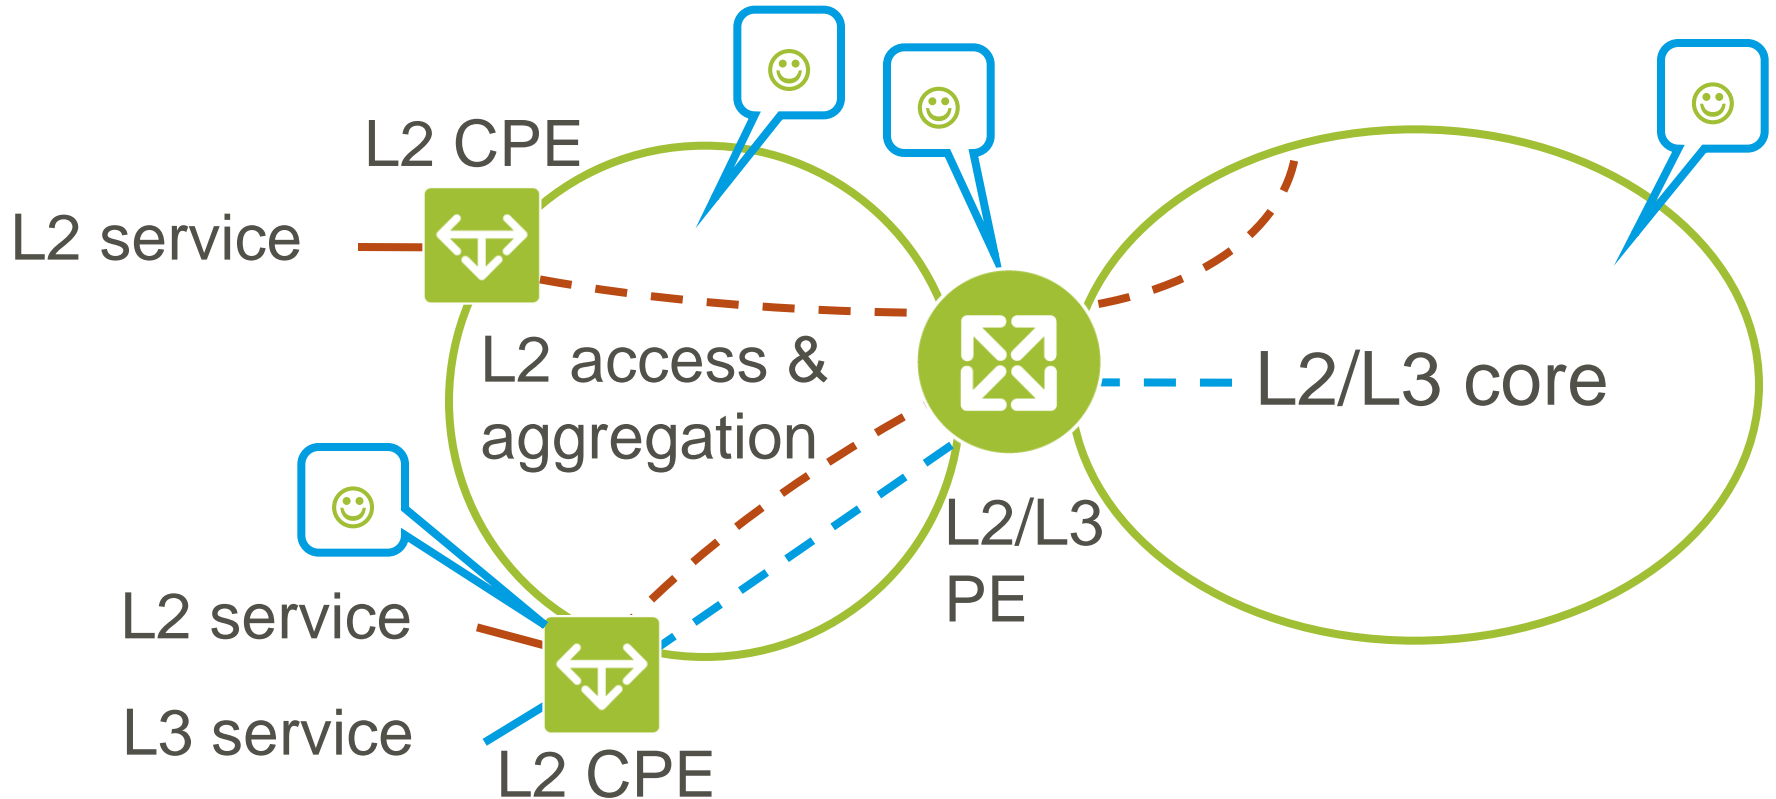 L2 CPE
L2 service
L2 access &
aggregation
L2/L3 core
L2/L3
PE
L2 service
L3 service
L2 CPE